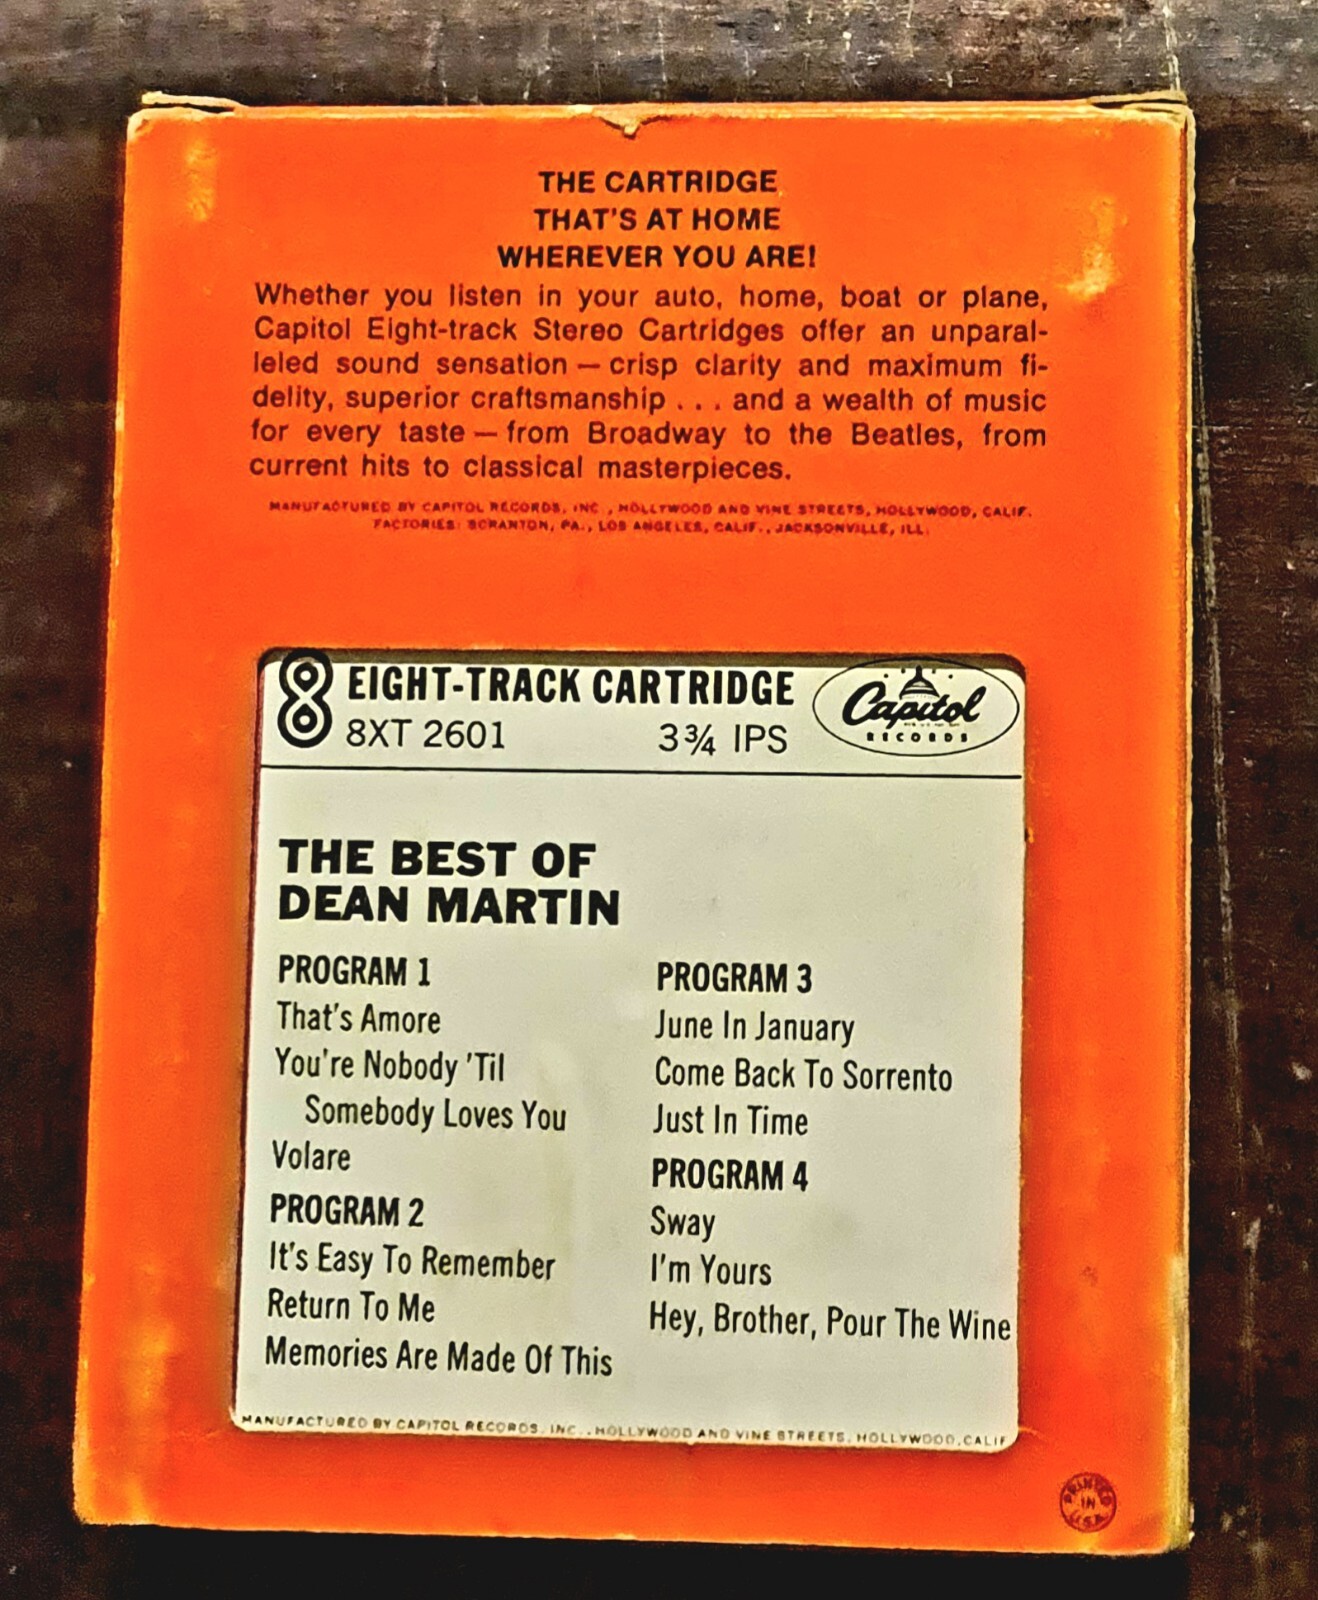 THE CARTRIDGE
THAT'S AT HOME
WHEREVER YOU ARE!
Whether you listen in your auto, home, boat or plane,
Capitol Eight-track Stereo Cartridges offer an unparal-
leled sound sensation — crisp clarity and maximum fi-
delity, superior craftsmanship . . . and a wealth of music
for every taste — from Broadway to the Beatles, from
current hits to classical masterpieces.
MANUFACTURED BY CAPITOL RECORDS, INC., HOLLYWOOD AND VINE STREETS, HOLLYWOOD, CALIF.
FACTORIES: SCRANTON, PA., LOS ANGELES, CALIF., JACKSONVILLE, ILL.
8 EIGHT-TRACK CARTRIDGE
8XT 2601 3¾ IPS
Capitol
RECORDS
THE BEST OF
DEAN MARTIN
PROGRAM 1
That's Amore
You're Nobody 'Til
Somebody Loves You
Volare
PROGRAM 2
It's Easy To Remember
Return To Me
Memories Are Made Of This
PROGRAM 3
June In January
Come Back To Sorrento
Just In Time
PROGRAM 4
Sway
I'm Yours
Hey, Brother, Pour The Wine
MANUFACTURED BY CAPITOL RECORDS, INC., HOLLYWOOD AND VINE STREETS, HOLLYWOOD, CALIF
PRINTED
IN
U.S.A.